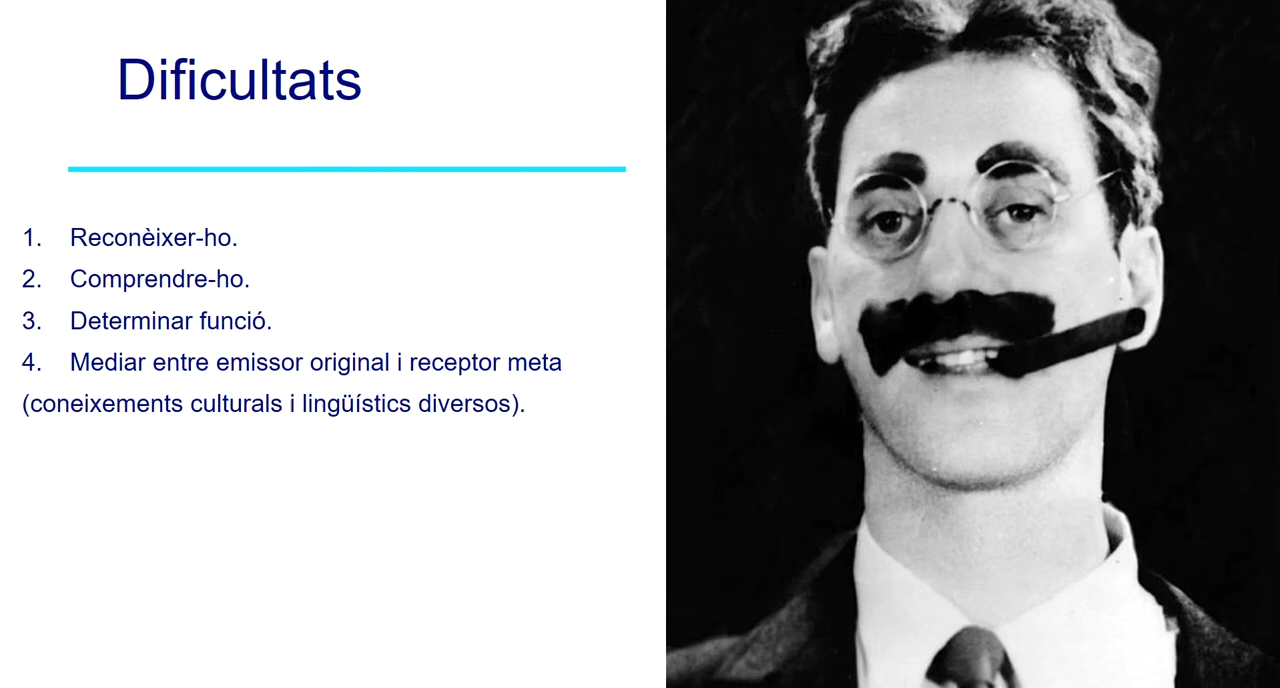 Dificultats
1. Reconèixer-ho.
2. Comprendre-ho.
3. Determinar funció.
4. Mediar entre emissor original i receptor meta
(coneixements culturals i lingüístics diversos).